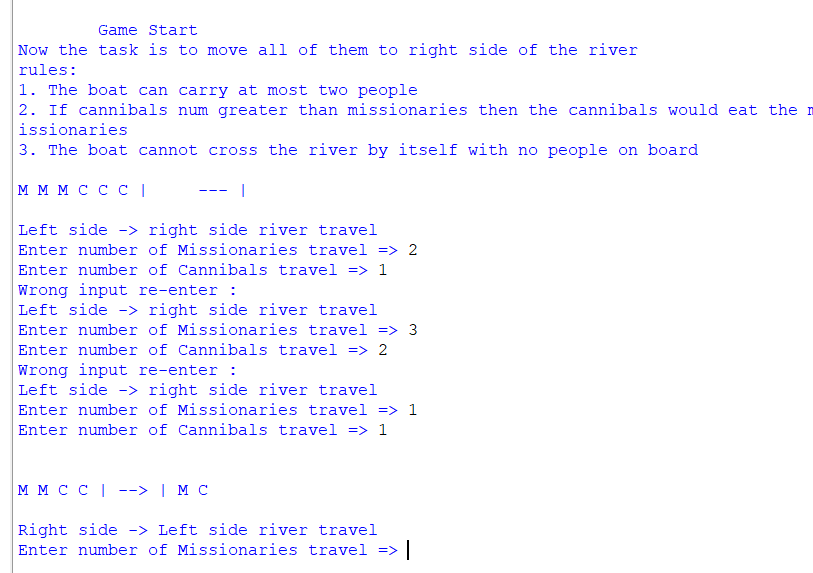 Game Start
Now the task is to move all of them to right side of the river
rules:
1. The boat can carry at most two people
2. If cannibals num greater than missionaries then the cannibals would eat the m
issionaries
3. The boat cannot cross the river by itself with no people on board
M M M C C C |     --- |
Left side -> right side river travel
Enter number of Missionaries travel => 2
Enter number of Cannibals travel => 1
Wrong input re-enter :
Left side -> right side river travel
Enter number of Missionaries travel => 3
Enter number of Cannibals travel => 2
Wrong input re-enter :
Left side -> right side river travel
Enter number of Missionaries travel => 1
Enter number of Cannibals travel => 1
M M C C | --> | M C
Right side -> Left side river travel
Enter number of Missionaries travel =>